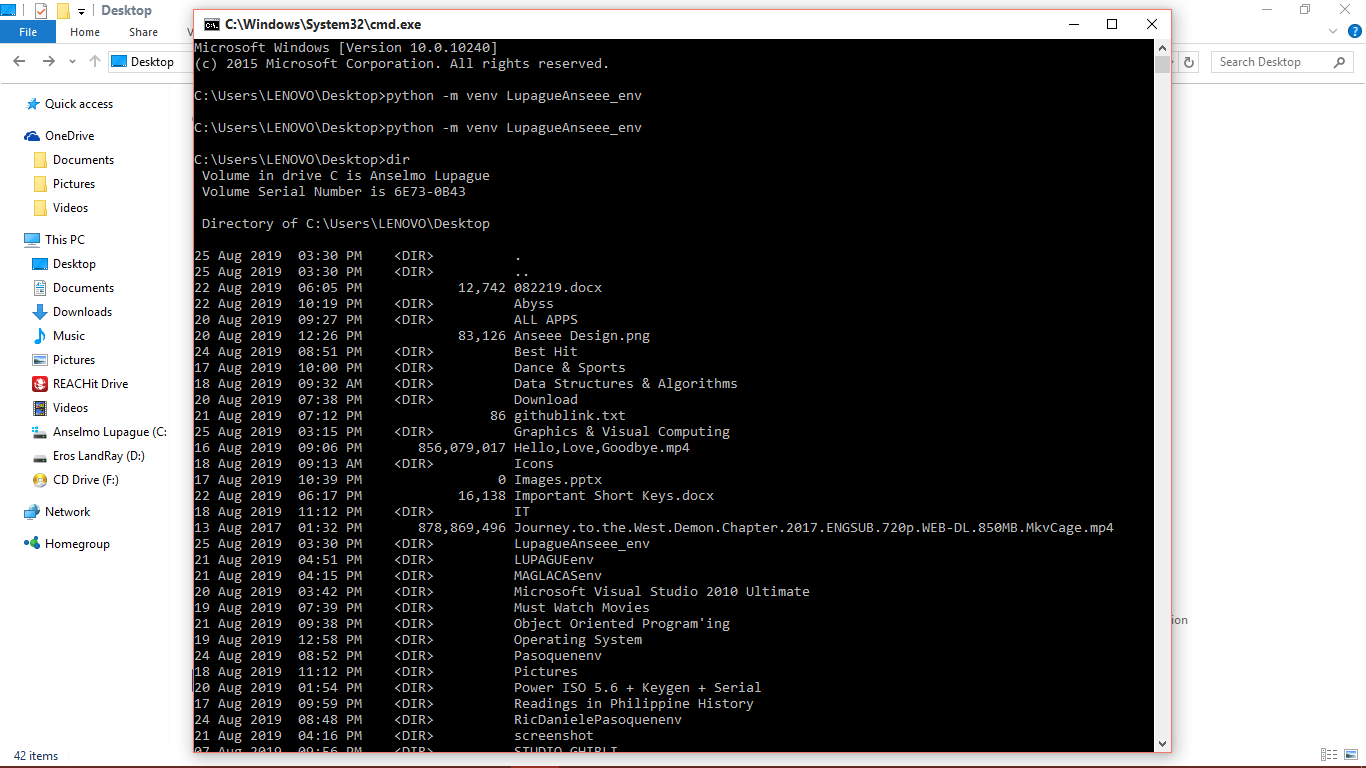 Desktop
File Home Share
Desktop
Search Desktop
Quick access
OneDrive
Documents
Pictures
Videos
This PC
Desktop
Documents
Downloads
Music
Pictures
REACHit Drive
Videos
Anselmo Lupague (C:
Eros LandRay (D:)
CD Drive (F:)
Network
Homegroup
42 items
C:\Windows\System32\cmd.exe
Microsoft Windows [Version 10.0.10240]
(c) 2015 Microsoft Corporation. All rights reserved.
C:\Users\LENOVO\Desktop>python -m venv LupagueAnseee_env
C:\Users\LENOVO\Desktop>python -m venv LupagueAnseee_env
C:\Users\LENOVO\Desktop>dir
Volume in drive C is Anselmo Lupague
Volume Serial Number is 6E73-0B43
Directory of C:\Users\LENOVO\Desktop
25 Aug 2019 03:30 PM <DIR> .
25 Aug 2019 03:30 PM <DIR> ..
22 Aug 2019 06:05 PM 12,742 082219.docx
22 Aug 2019 10:19 PM <DIR> Abyss
20 Aug 2019 09:27 PM <DIR> ALL APPS
20 Aug 2019 12:26 PM 83,126 Anseee Design.png
24 Aug 2019 08:51 PM <DIR> Best Hit
17 Aug 2019 10:00 PM <DIR> Dance & Sports
18 Aug 2019 09:32 AM <DIR> Data Structures & Algorithms
20 Aug 2019 07:38 PM <DIR> Download
21 Aug 2019 07:12 PM 86 githublink.txt
25 Aug 2019 03:15 PM <DIR> Graphics & Visual Computing
16 Aug 2019 09:06 PM 856,079,017 Hello,Love,Goodbye.mp4
18 Aug 2019 09:13 AM <DIR> Icons
17 Aug 2019 10:39 PM 0 Images.pptx
22 Aug 2019 06:17 PM 16,138 Important Short Keys.docx
18 Aug 2019 11:12 PM <DIR> IT
13 Aug 2017 01:32 PM 878,869,496 Journey.to.the.West.Demon.Chapter.2017.ENGSUB.720p.WEB-DL.850MB.MkvCage.mp4
25 Aug 2019 03:30 PM <DIR> LupagueAnseee_env
21 Aug 2019 04:51 PM <DIR> LUPAGUEenv
21 Aug 2019 04:15 PM <DIR> MAGLACASenv
20 Aug 2019 03:42 PM <DIR> Microsoft Visual Studio 2010 Ultimate
19 Aug 2019 07:39 PM <DIR> Must Watch Movies
21 Aug 2019 09:38 PM <DIR> Object Oriented Program'ing
19 Aug 2019 12:58 PM <DIR> Operating System
24 Aug 2019 08:52 PM <DIR> Pasoquenenv
18 Aug 2019 11:12 PM <DIR> Pictures
20 Aug 2019 01:54 PM <DIR> Power ISO 5.6 + Keygen + Serial
17 Aug 2019 09:59 PM <DIR> Readings in Philippine History
24 Aug 2019 08:48 PM <DIR> RicDanielePasoquenenv
21 Aug 2019 04:16 PM <DIR> screenshot
07 Aug 2019 09:56 PM <DIR> STUDIO GHIBLI